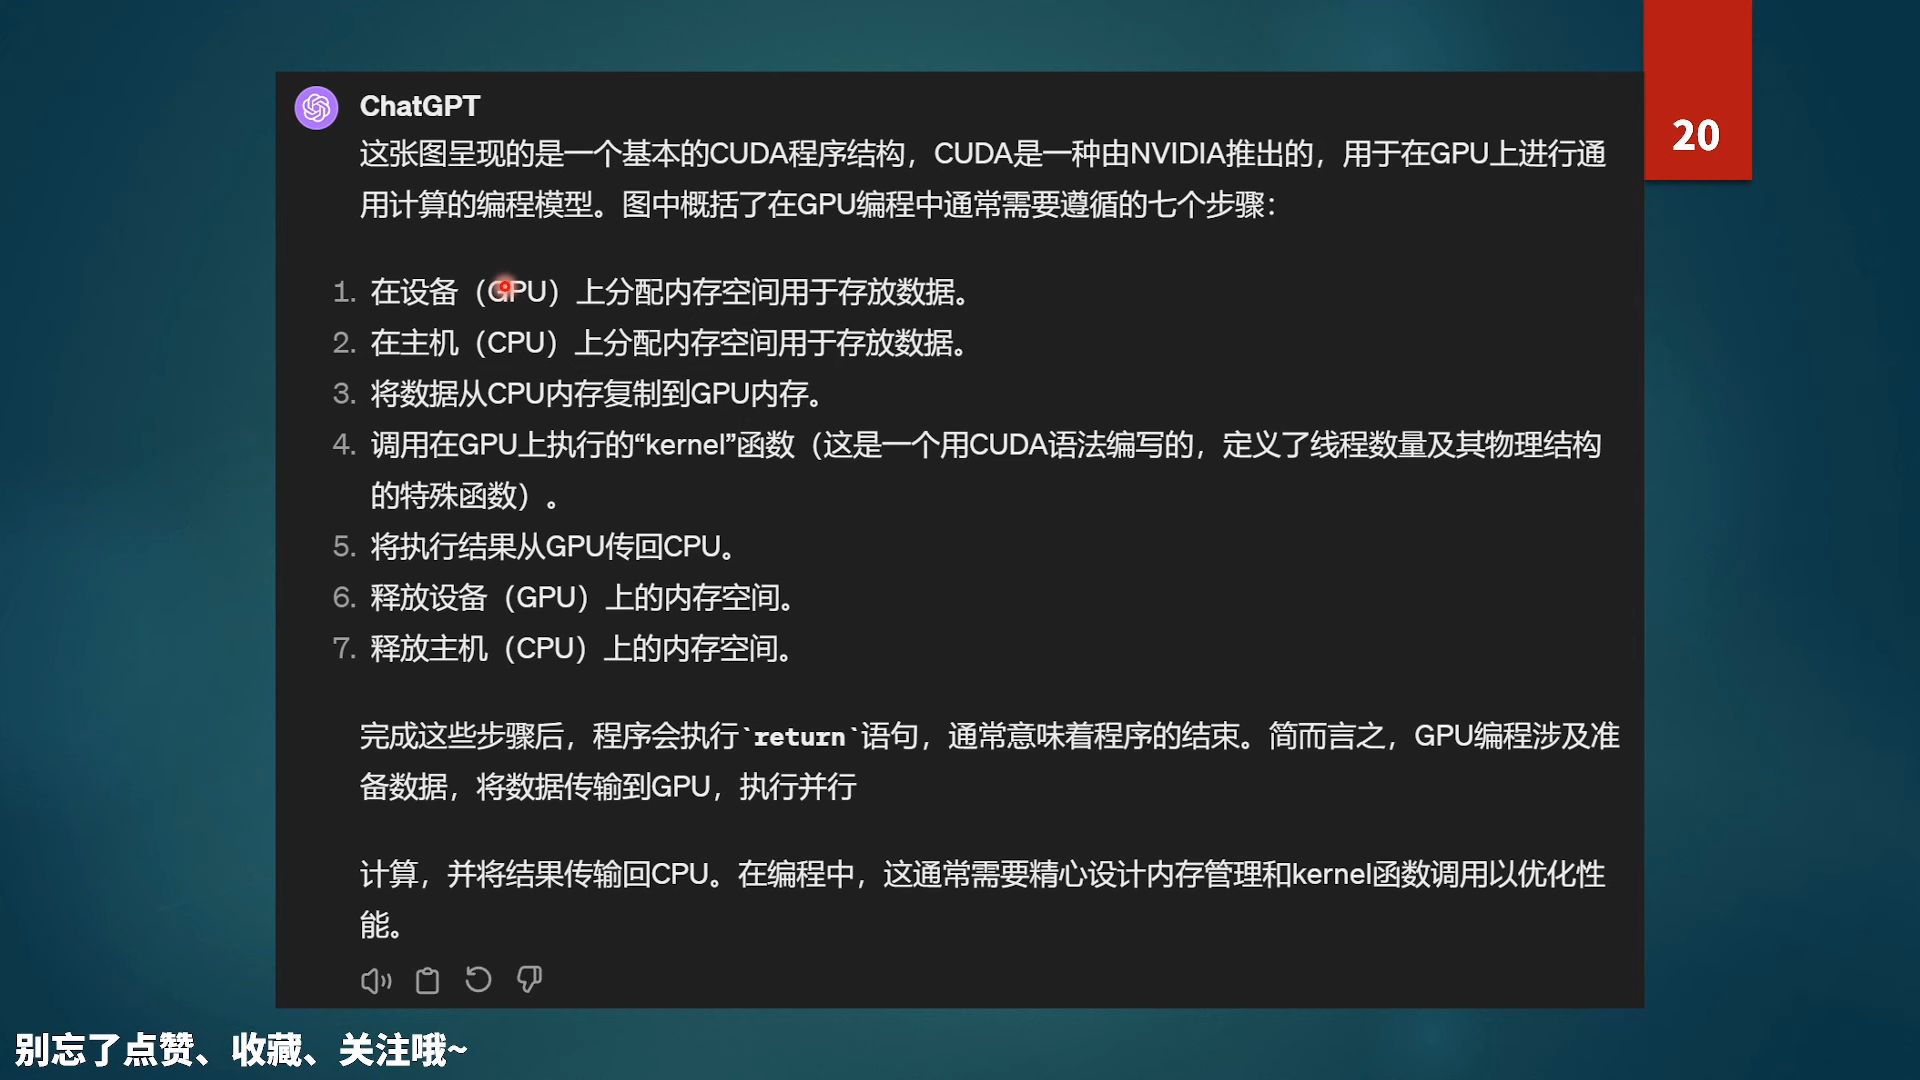 20
ChatGPT
这张图呈现的是一个基本的CUDA程序结构，CUDA是一种由NVIDIA推出的，用于在GPU上进行通
用计算的编程模型。图中概括了在GPU编程中通常需要遵循的七个步骤：
1. 在设备（GPU）上分配内存空间用于存放数据。
2. 在主机（CPU）上分配内存空间用于存放数据。
3. 将数据从CPU内存复制到GPU内存。
4. 调用在GPU上执行的“kernel”函数（这是一个用CUDA语法编写的，定义了线程数量及其物理结构
的特殊函数）。
5. 将执行结果从GPU传回CPU。
6. 释放设备（GPU）上的内存空间。
7. 释放主机（CPU）上的内存空间。
完成这些步骤后，程序会执行`return`语句，通常意味着程序的结束。简而言之，GPU编程涉及准
备数据，将数据传输到GPU，执行并行
计算，并将结果传输回CPU。在编程中，这通常需要精心设计内存管理和kernel函数调用以优化性
能。
别忘了点赞、收藏、关注哦~